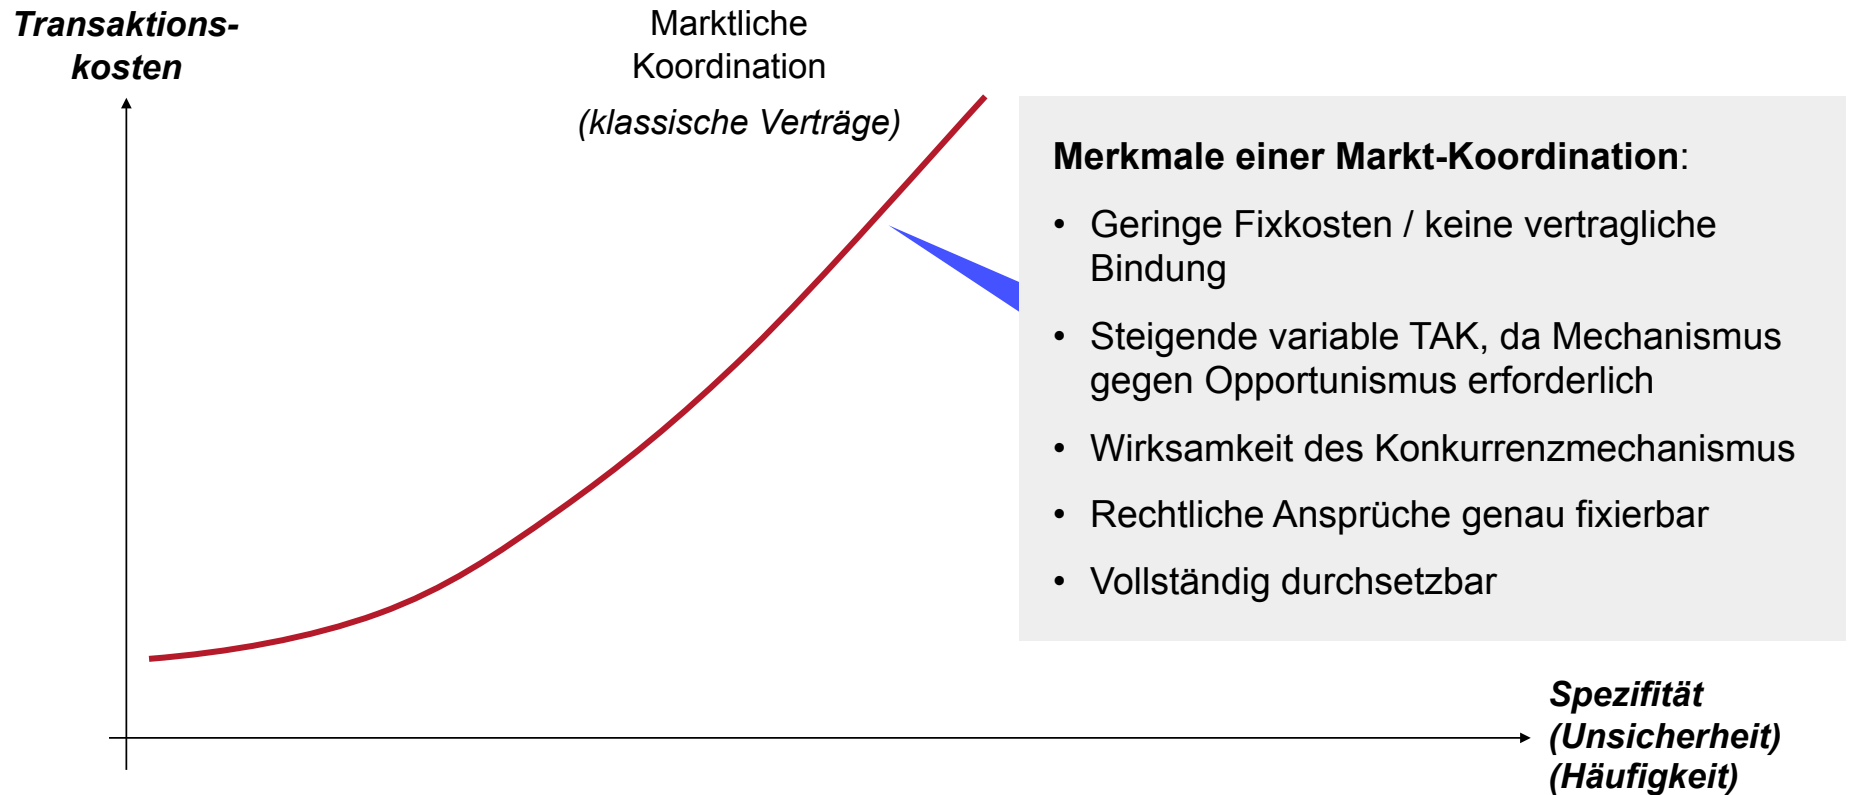 Transaktions-
kosten
Marktliche
Koordination
(klassische Verträge)
Merkmale einer Markt-Koordination:
• Geringe Fixkosten / keine vertragliche
Bindung
• Steigende variable TAK, da Mechanismus
gegen Opportunismus erforderlich
• Wirksamkeit des Konkurrenzmechanismus
• Rechtliche Ansprüche genau fixierbar
• Vollständig durchsetzbar
Spezifität
(Unsicherheit)
(Häufigkeit)